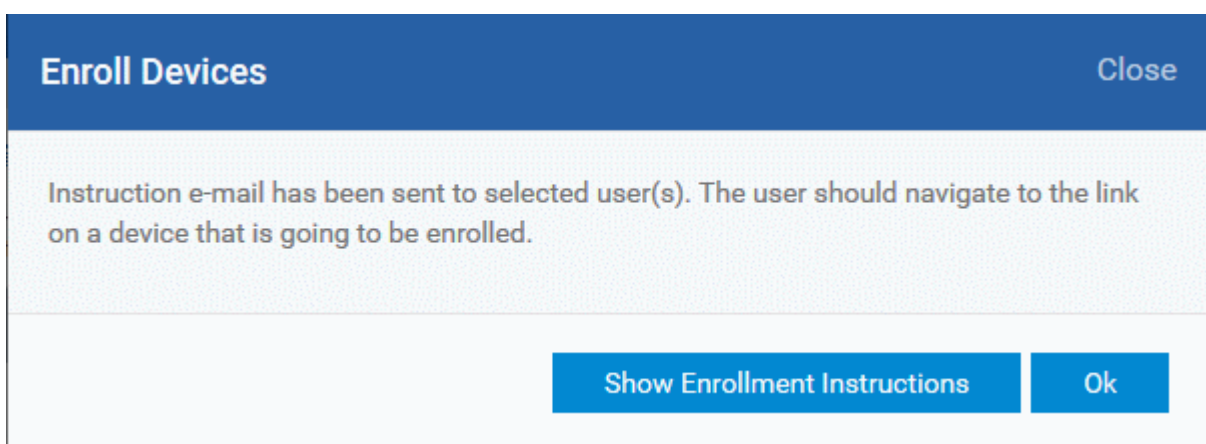 Enroll Devices
Close
Instruction e-mail has been sent to selected user(s). The user should navigate to the link
on a device that is going to be enrolled.
Show Enrollment Instructions
Ok